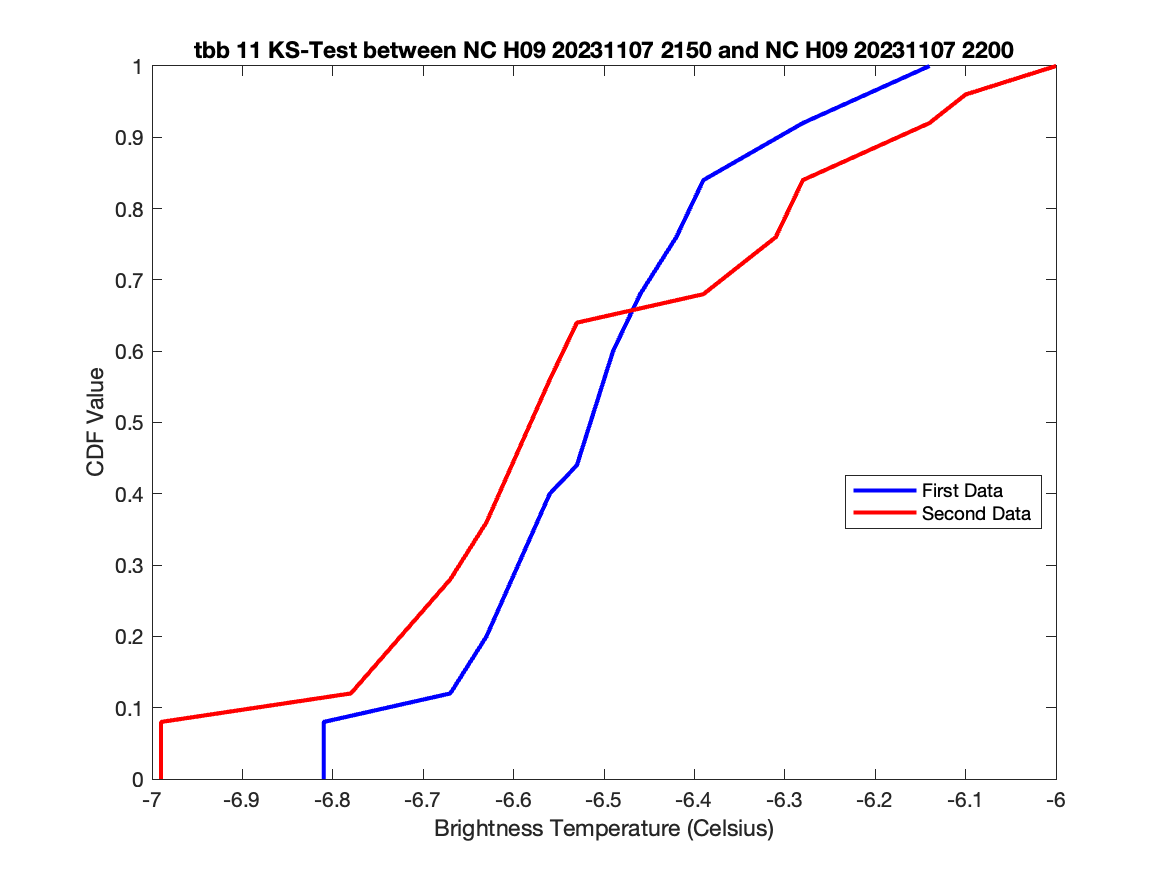 tbb 11 KS-Test between NC H09 20231107 2150 and NC H09 20231107 2200
1
0.9
0.8
0.7
0.6
0.5
0.4
0.3
0.2
0.1
0
CDF Value
First Data
Second Data
-7 -6.9 -6.8 -6.7 -6.6 -6.5 -6.4 -6.3 -6.2 -6.1 -6
Brightness Temperature (Celsius)